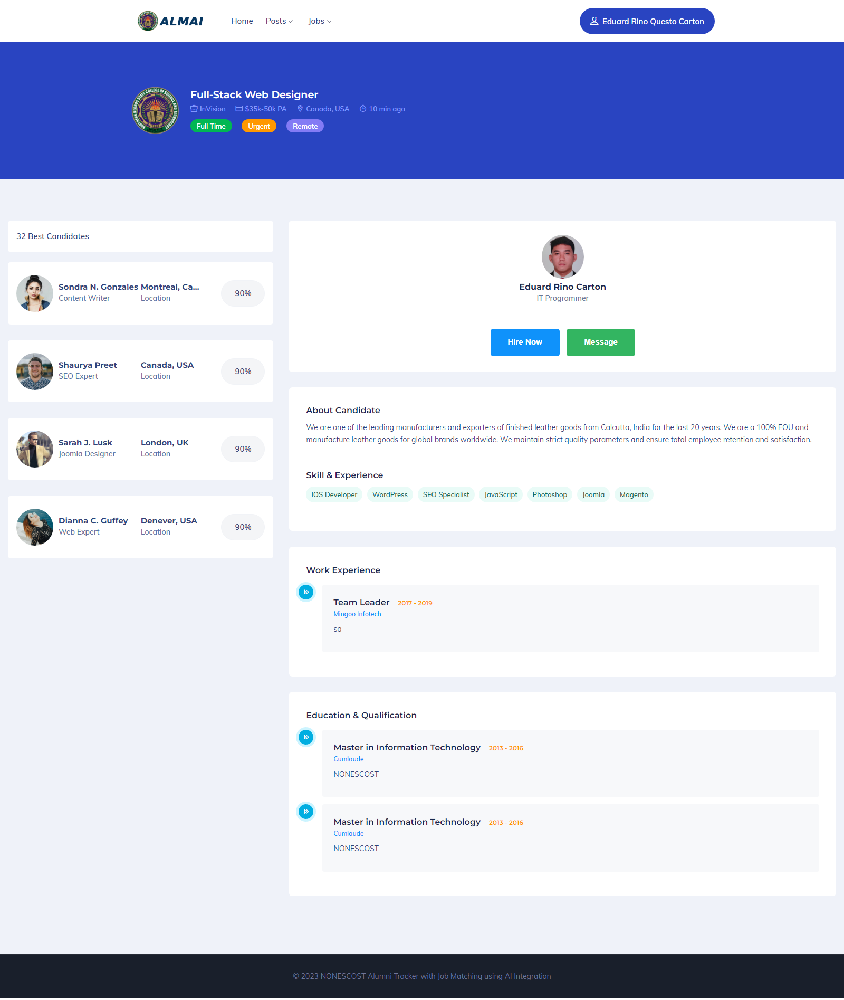 ALMAI
Home Posts Jobs
Eduard Rino Questo Carton
NORTHERN NEGROS STATE COLLEGE OF SCIENCE AND TECHNOLOGY
Full-Stack Web Designer
InVision $35k-50k PA Canada, USA 10 min ago
Full Time Urgent Remote
32 Best Candidates
Sondra N. Gonzales Montreal, Ca...
Content Writer Location
90%
Shaurya Preet Canada, USA
SEO Expert Location
90%
Sarah J. Lusk London, UK
Joomla Designer Location
90%
Dianna C. Guffey Denever, USA
Web Expert Location
90%
Eduard Rino Carton
IT Programmer
Hire Now Message
About Candidate
We are one of the leading manufacturers and exporters of finished leather goods from Calcutta, India for the last 20 years. We are a 100% EOU and
manufacture leather goods for global brands worldwide. We maintain strict quality parameters and ensure total employee retention and satisfaction.
Skill & Experience
IOS Developer WordPress SEO Specialist JavaScript Photoshop Joomla Magento
Work Experience
Team Leader 2017 - 2019
Mingoo Infotech
sa
Education & Qualification
Master in Information Technology 2013 - 2016
Cumlaude
NONESCOST
Master in Information Technology 2013 - 2016
Cumlaude
NONESCOST
© 2023 NONESCOST Alumni Tracker with Job Matching using AI Integration